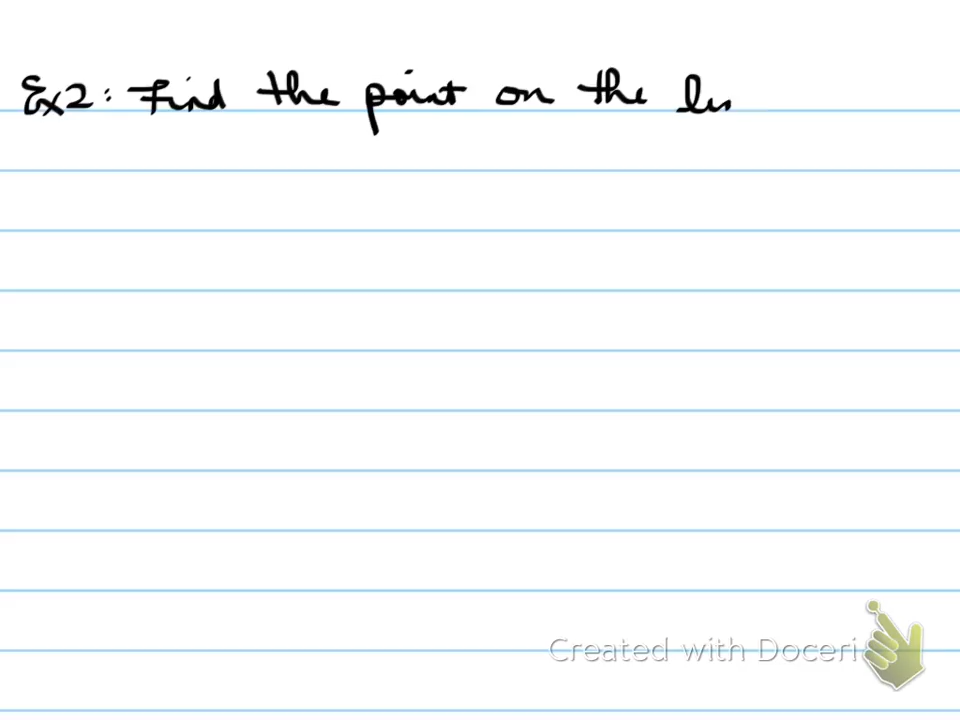 Ex2: Find the point on the
Created with Doceri